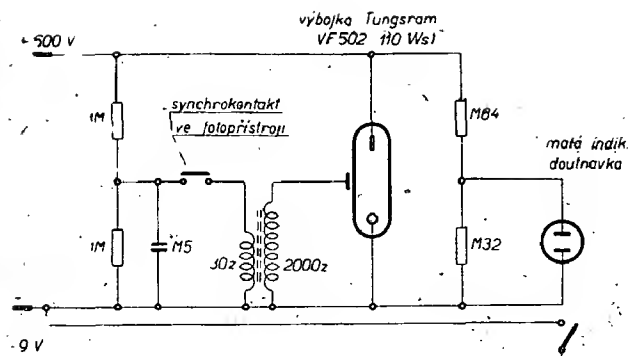 výbojka Tungsram
VF502 110 Wsl
+500 V
1M
synchrokontakt
ve fotopřístroji
M64
malá indik.
doutnavka
1M
M5
30z
2000z
M32
-9 V